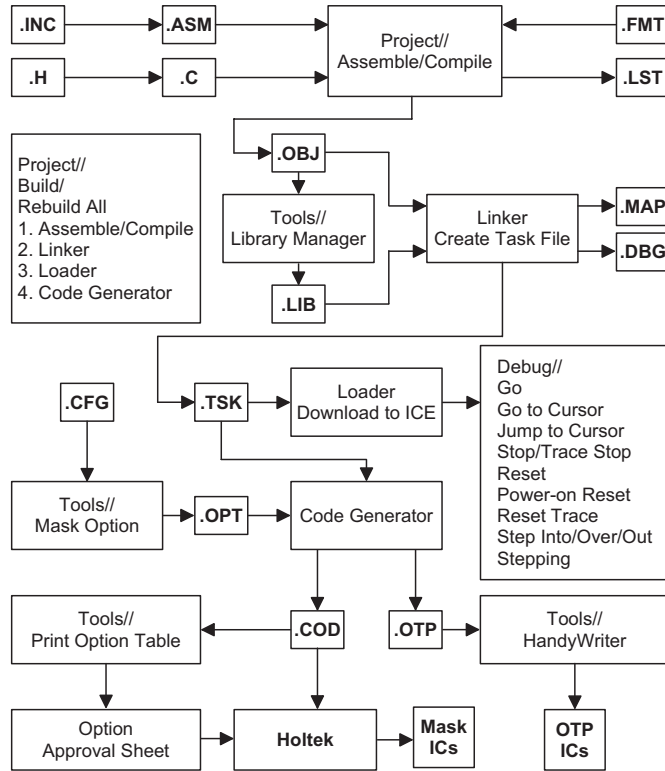 .INC
.ASM
Project//
Assemble/Compile
.FMT
.H
.C
.LST
Project//
Build/
Rebuild All
1. Assemble/Compile
2. Linker
3. Loader
4. Code Generator
.OBJ
Tools//
Library Manager
.LIB
Linker
Create Task File
.MAP
.DBG
.CFG
.TSK
Loader
Download to ICE
Debug//
Go
Go to Cursor
Jump to Cursor
Stop/Trace Stop
Reset
Power-on Reset
Reset Trace
Step Into/Over/Out
Stepping
Tools//
Mask Option
.OPT
Code Generator
Tools//
Print Option Table
.COD
.OTP
Tools//
HandyWriter
Option
Approval Sheet
Holtek
Mask
ICs
OTP
ICs